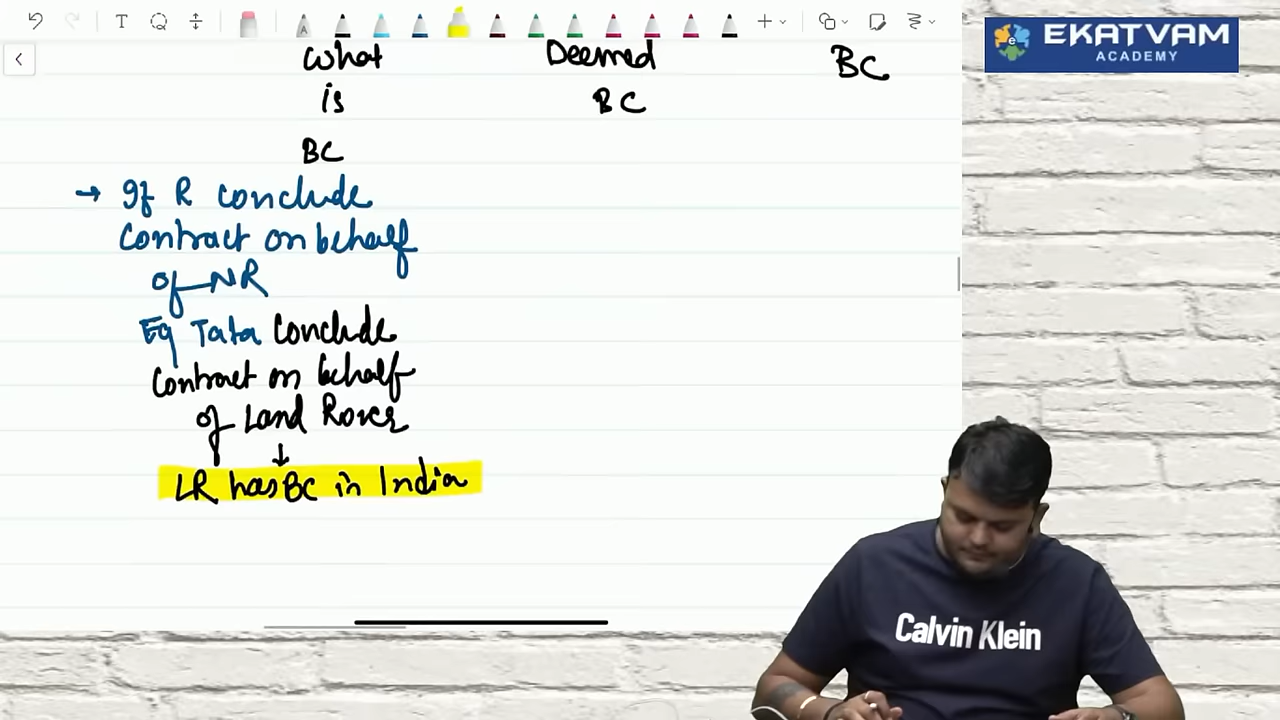 EKATVAM
ACADEMY
What
is
BC
Deemed
BC
BC
→ If R conclude
Contract on behalf
of NR
Eg Tata Conclude
Contract on behalf
of Land Rover
↓
LR has BC in India
Calvin Klein